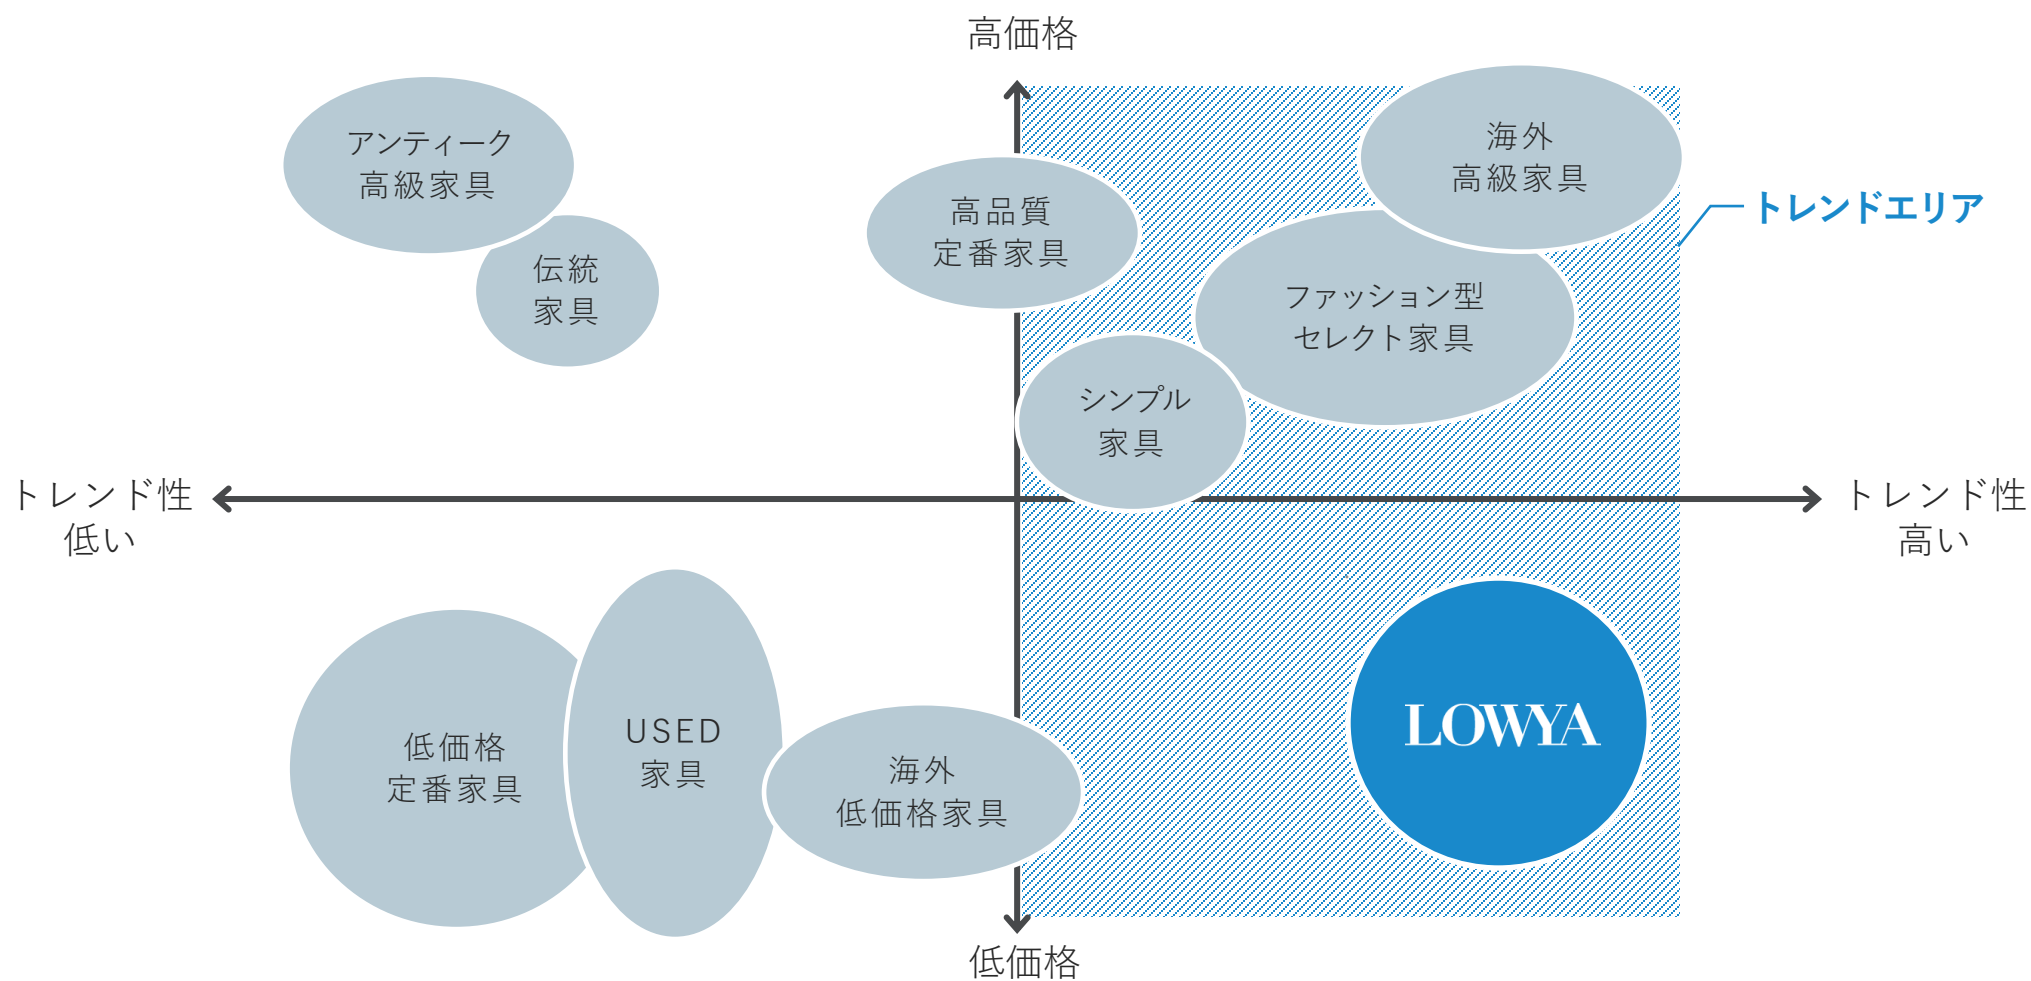 高価格
アンティーク
高級家具
伝統
家具
高品質
定番家具
海外
高級家具
トレンドエリア
ファッション型
セレクト家具
シンプル
家具
トレンド性
低い
トレンド性
高い
低価格
定番家具
USED
家具
海外
低価格家具
LOWYA
低価格